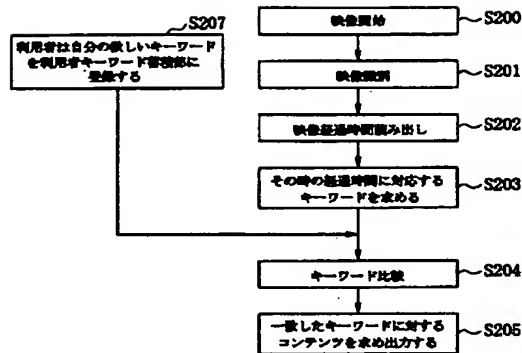 S200
映像開始
S207
利用者は自分の欲しいキーワード
を利用者キーワード蓄積部に
登録する
S201
映像識別
S202
映像経過時間読み出し
S203
その時の経過時間に対応する
キーワードを求める
S204
キーワード比較
S205
一致したキーワードに対する
コンテンツを求め出力する